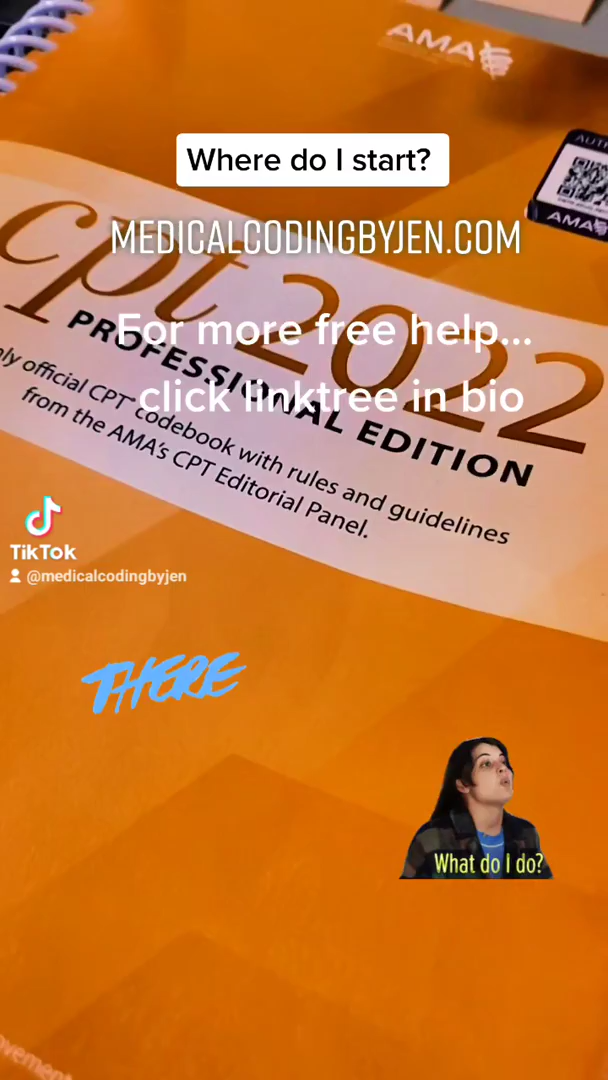 AMA
Where do I start?
AMA
MEDICALCODINGBYJEN.COM
cpt 2022
PROFESSIONAL EDITION
For more free help...
click linktree in bio
official CPT codebook with rules and guidelines
from the AMA's CPT Editorial Panel.
TikTok
@medicalcodingbyjen
THERE
What do I do?